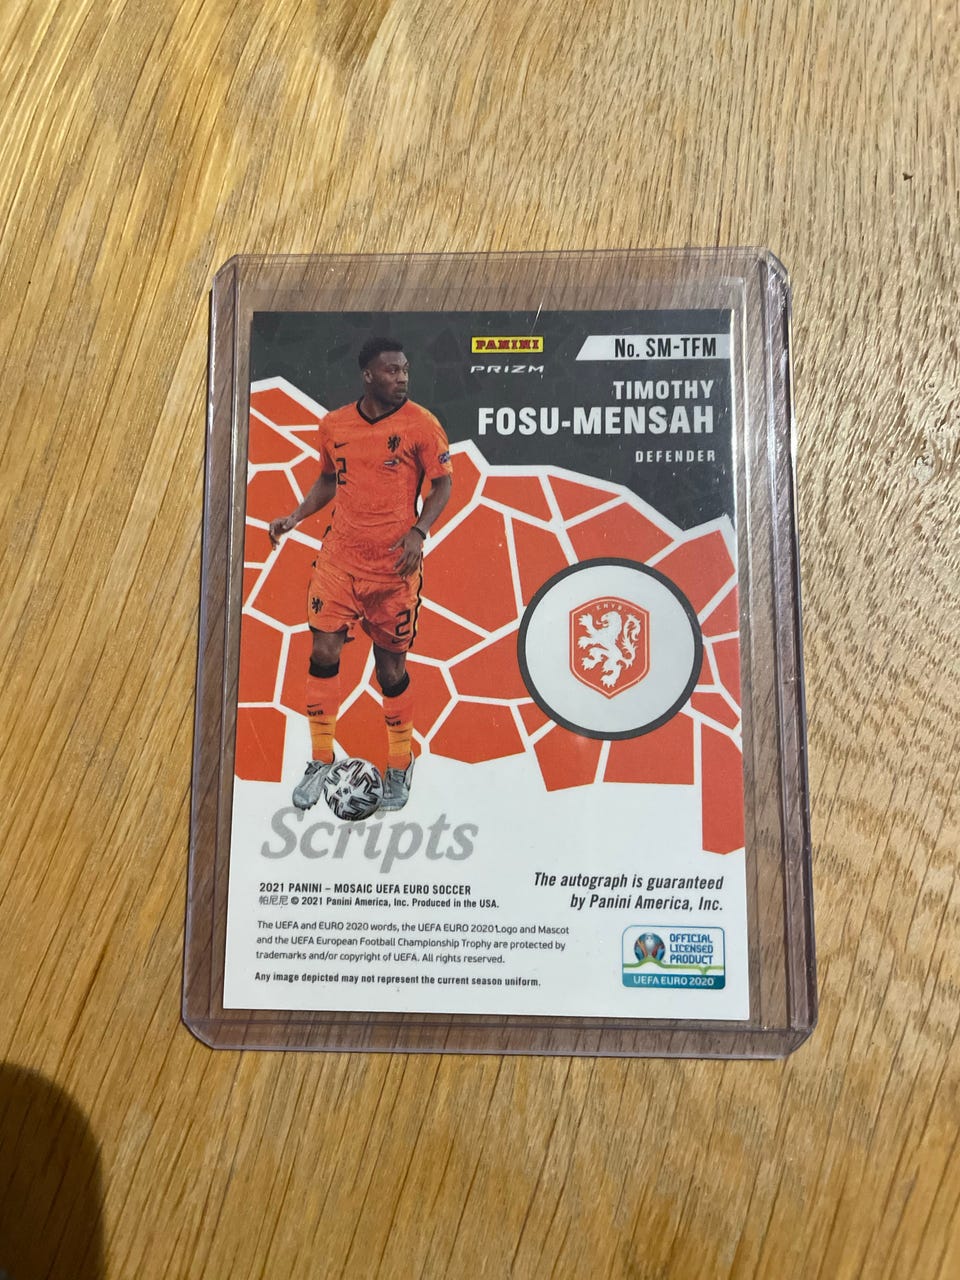 PANINI
PRIZM
No. SM-TFM
TIMOTHY
FOSU-MENSAH
DEFENDER
2
2
KNVB
Scripts
2021 PANINI – MOSAIC UEFA EURO SOCCER
帕尼尼 © 2021 Panini America, Inc. Produced in the USA.
The autograph is guaranteed
by Panini America, Inc.
The UEFA and EURO 2020 words, the UEFA EURO 2020 Logo and Mascot
and the UEFA European Football Championship Trophy are protected by
trademarks and/or copyright of UEFA. All rights reserved.
Any image depicted may not represent the current season uniform.
OFFICIAL
LICENSED
PRODUCT
UEFA EURO 2020